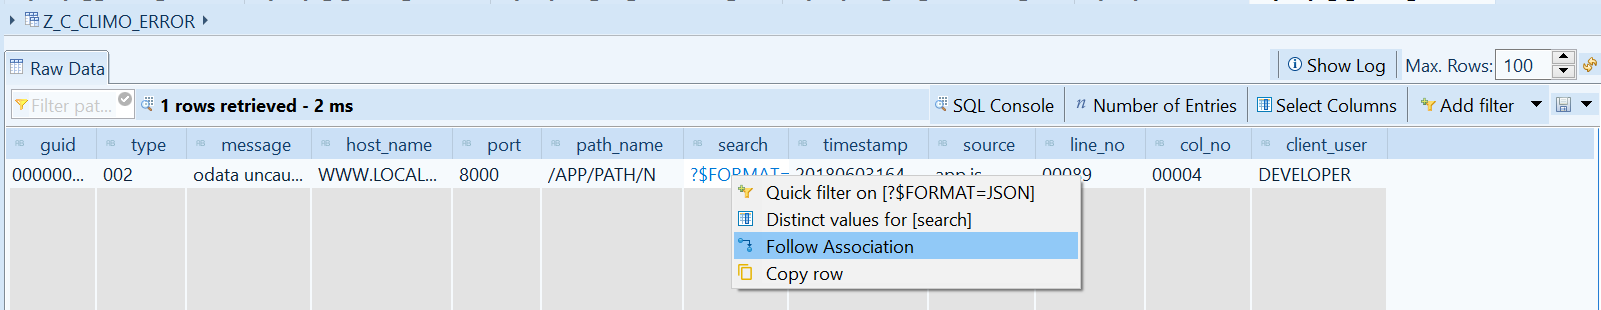 Z_C_CLIMO_ERROR
Raw Data
Show Log Max. Rows: 100
Filter pat... 1 rows retrieved - 2 ms SQL Console Number of Entries Select Columns Add filter
guid type message host_name port path_name search timestamp source line_no col_no client_user
000000... 002 odata uncau... WWW.LOCAL... 8000 /APP/PATH/N ?$FORMAT= 20180603164 app.js 00089 00004 DEVELOPER
Quick filter on [?$FORMAT=JSON]
Distinct values for [search]
Follow Association
Copy row